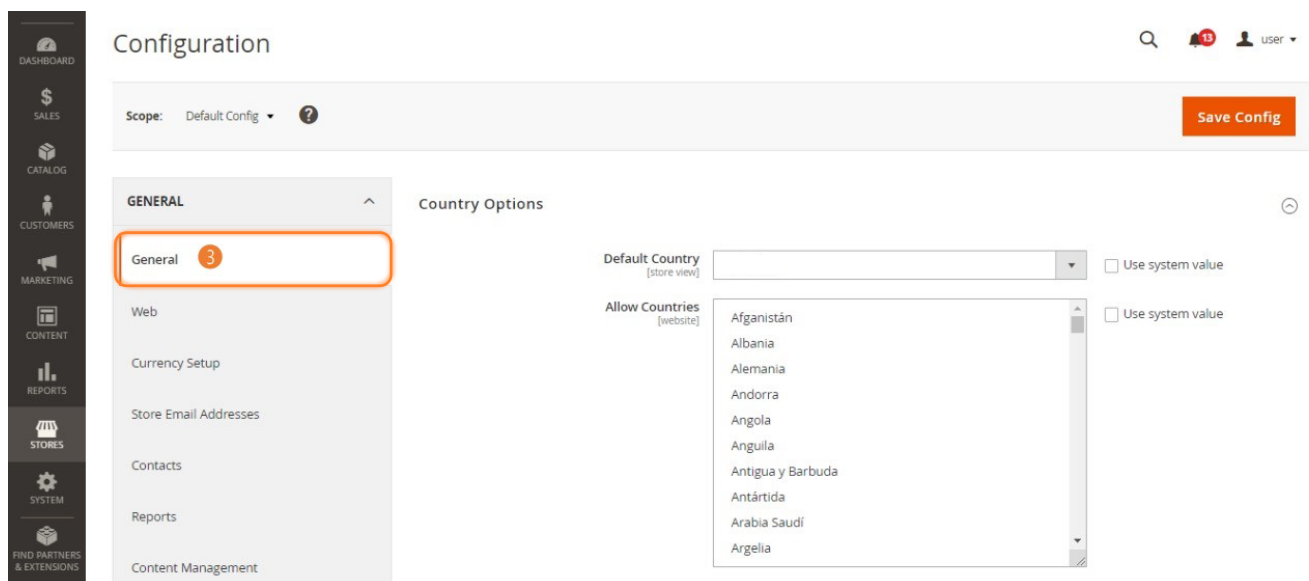 Configuration
13
user
DASHBOARD
$
SALES
CATALOG
CUSTOMERS
MARKETING
CONTENT
REPORTS
STORES
SYSTEM
FIND PARTNERS
& EXTENSIONS
Scope: Default Config ?
Save Config
GENERAL
General 3
Web
Currency Setup
Store Email Addresses
Contacts
Reports
Content Management
Country Options
Default Country
[store view]
Use system value
Allow Countries
[website]
Afganistán
Albania
Alemania
Andorra
Angola
Anguila
Antigua y Barbuda
Antártida
Arabia Saudí
Argelia
Use system value